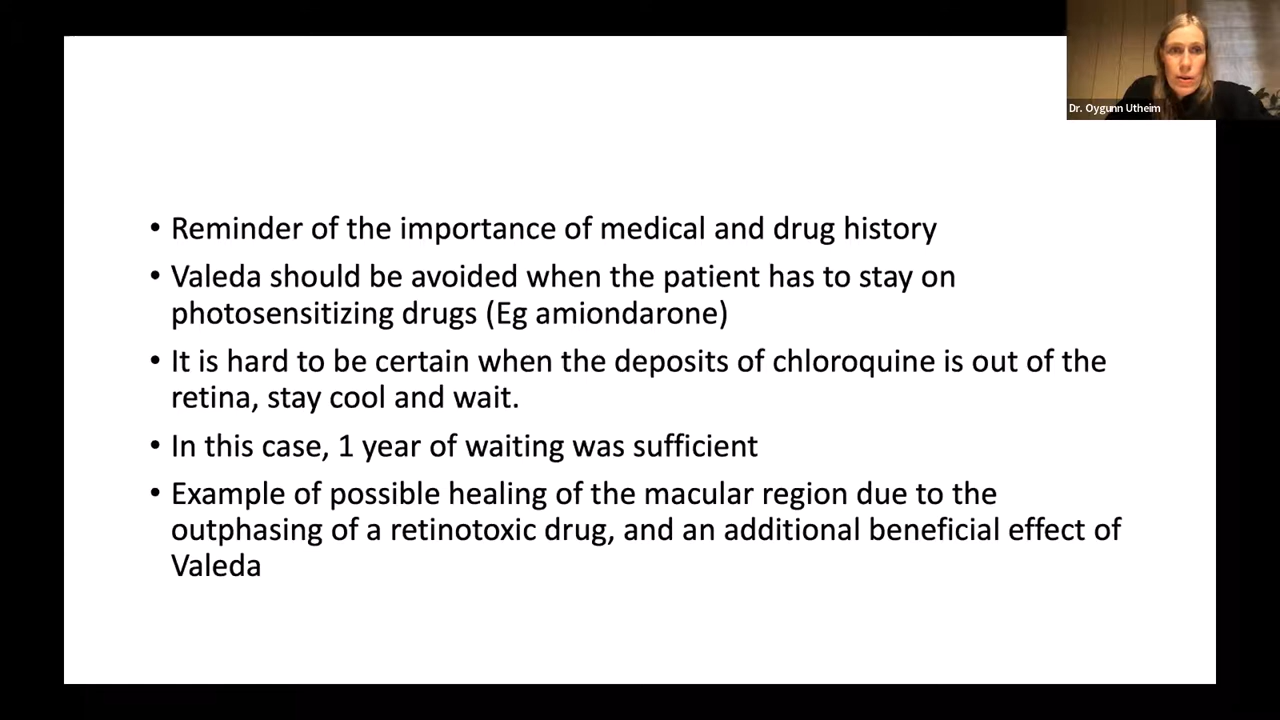 Dr. Oygunn Utheim
• Reminder of the importance of medical and drug history
• Valeda should be avoided when the patient has to stay on
photosensitizing drugs (Eg amiondarone)
• It is hard to be certain when the deposits of chloroquine is out of the
retina, stay cool and wait.
• In this case, 1 year of waiting was sufficient
• Example of possible healing of the macular region due to the
outphasing of a retinotoxic drug, and an additional beneficial effect of
Valeda